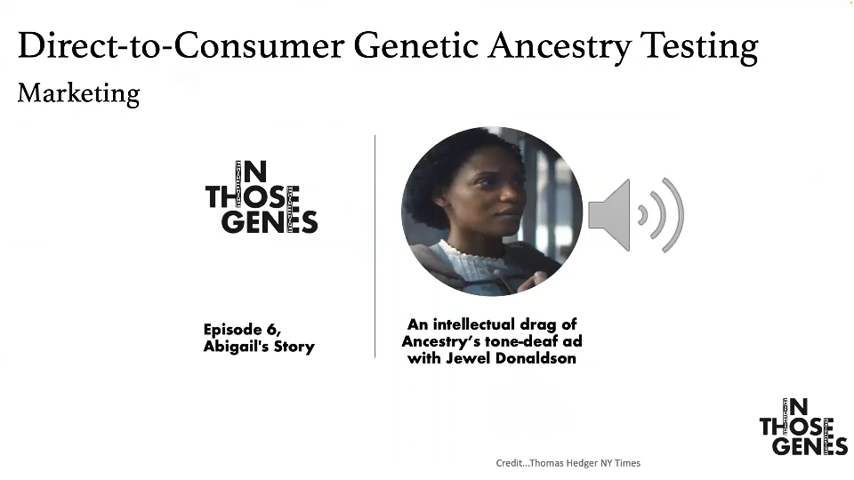 Direct-to-Consumer Genetic Ancestry Testing
Marketing
IN
THOSE
GENES
Episode 6,
Abigail's Story
An intellectual drag of
Ancestry's tone-deaf ad
with Jewel Donaldson
IN
THOSE
GENES
Credit...Thomas Hedger NY Times